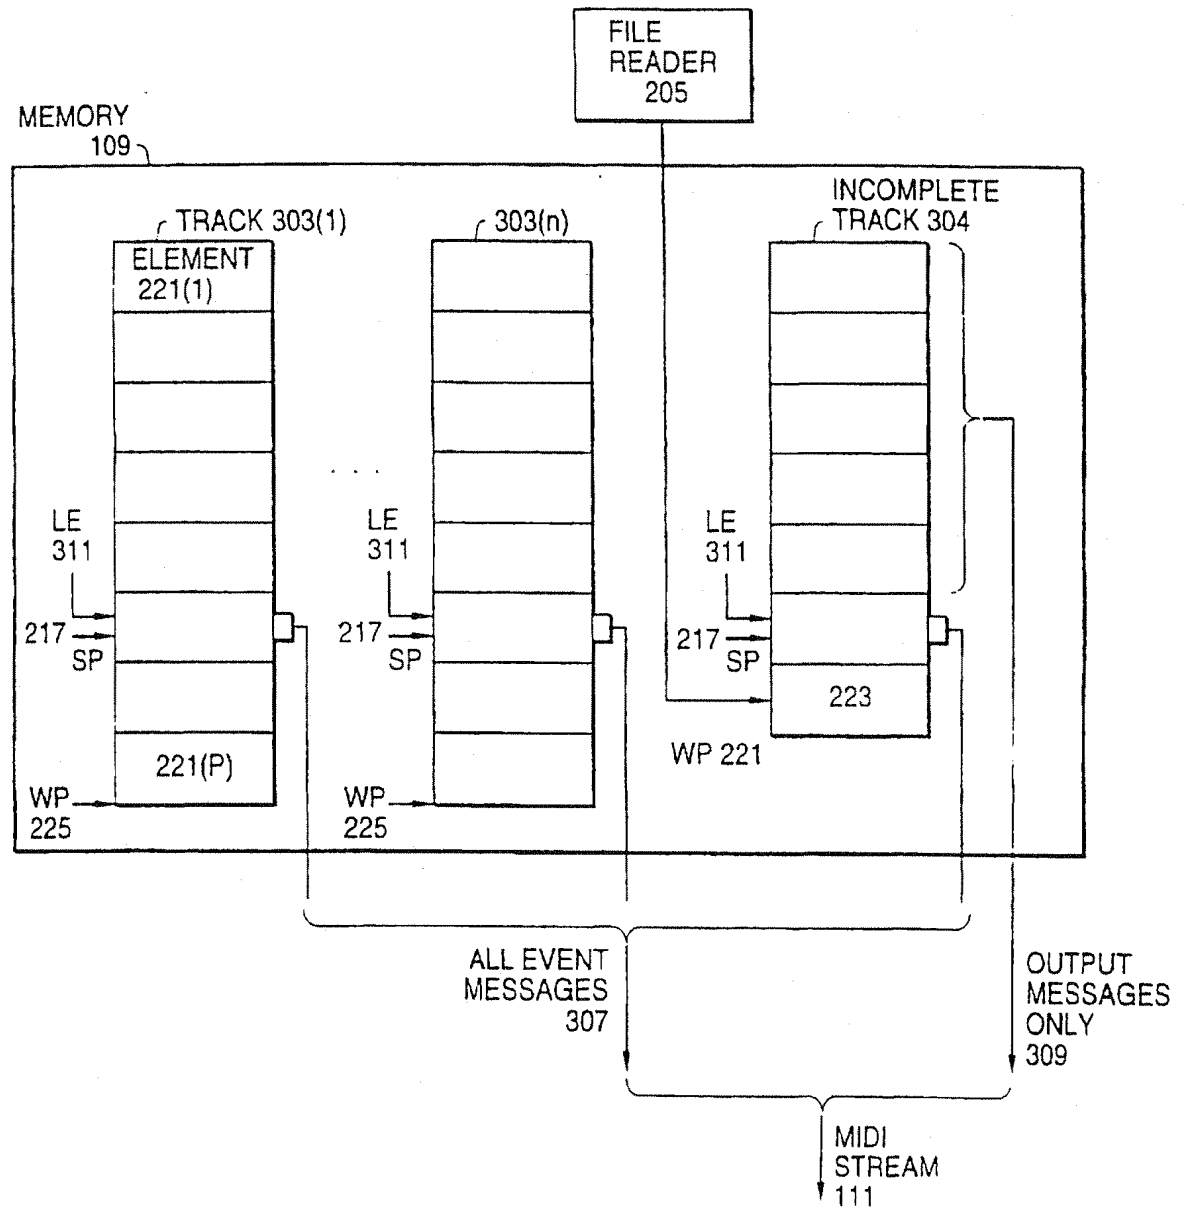 FILE
READER
205
MEMORY
109
INCOMPLETE
TRACK 304
TRACK 303(1)
303(n)
ELEMENT
221(1)
. . .
LE
311
LE
311
LE
311
217
SP
217
SP
217
SP
223
WP 221
221(P)
WP
225
WP
225
ALL EVENT
MESSAGES
307
OUTPUT
MESSAGES
ONLY
309
MIDI
STREAM
111